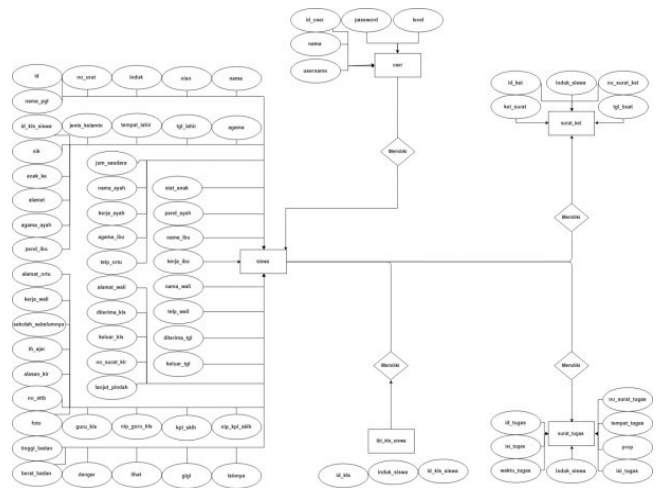 id_user
password
level
nama
username
user
id
no_urut
induk
nisn
nama
nama_pgl
id_kls_siswa
jenis_kelamin
tempat_lahir
tgl_lahir
agama
nik
anak_ke
alamat
agama_ayah
pend_ibu
alamat_ortu
kerja_wali
sekolah_sebelumnya
th_ajar
alasan_klr
no_sttb
foto
tinggi_badan
berat_badan
jum_saudara
nama_ayah
kerja_ayah
agama_ibu
telp_ortu
alamat_wali
diterima_kls
keluar_kls
no_surat_klr
lanjut_pindah
stat_anak
pend_ayah
nama_ibu
kerja_ibu
nama_wali
telp_wali
diterima_tgl
keluar_tgl
guru_kls
nip_guru_kls
kpl_sklh
nip_kpl_sklh
dengar
lihat
gigi
lainnya
siswa
Memiliki
Memiliki
Memiliki
Memiliki
id_ket
induk_siswa
no_surat_ket
ket_surat
tgl_buat
surat_ket
tbl_kls_siswa
id_kls
induk_siswa
id_kls_siswa
no_surat_tugas
id_tugas
tempat_tugas
surat_tugas
prop
waktu_tugas
induk_siswa
isi_tugas